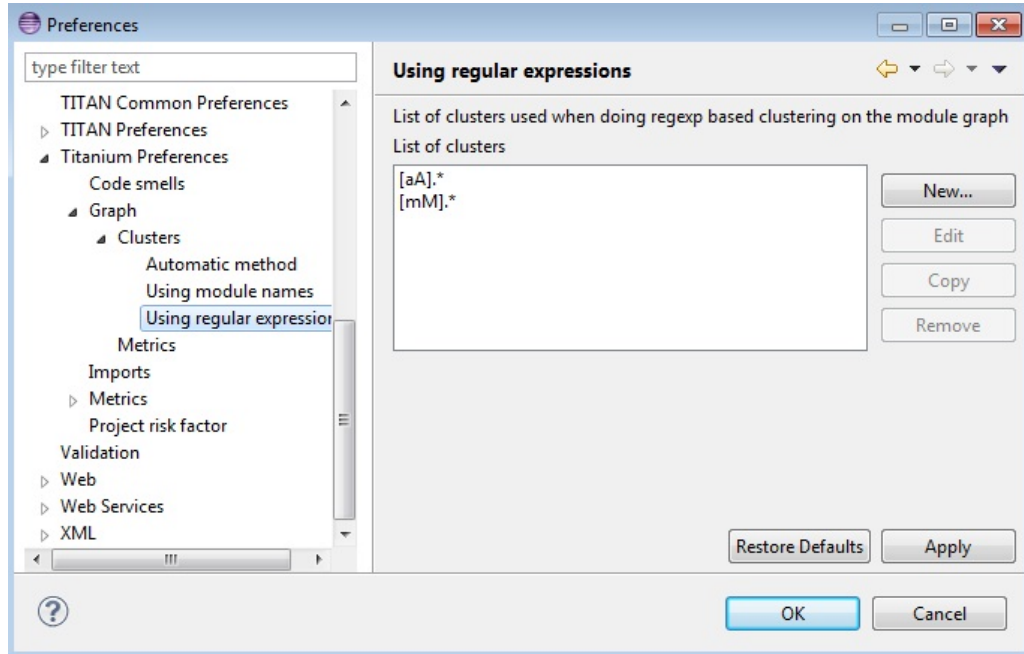 Preferences
type filter text
TITAN Common Preferences
TITAN Preferences
Titanium Preferences
Code smells
Graph
Clusters
Automatic method
Using module names
Using regular expression
Metrics
Imports
Metrics
Project risk factor
Validation
Web
Web Services
XML
Using regular expressions
List of clusters used when doing regexp based clustering on the module graph
List of clusters
[aA].*
[mM].*
New...
Edit
Copy
Remove
Restore Defaults
Apply
OK
Cancel